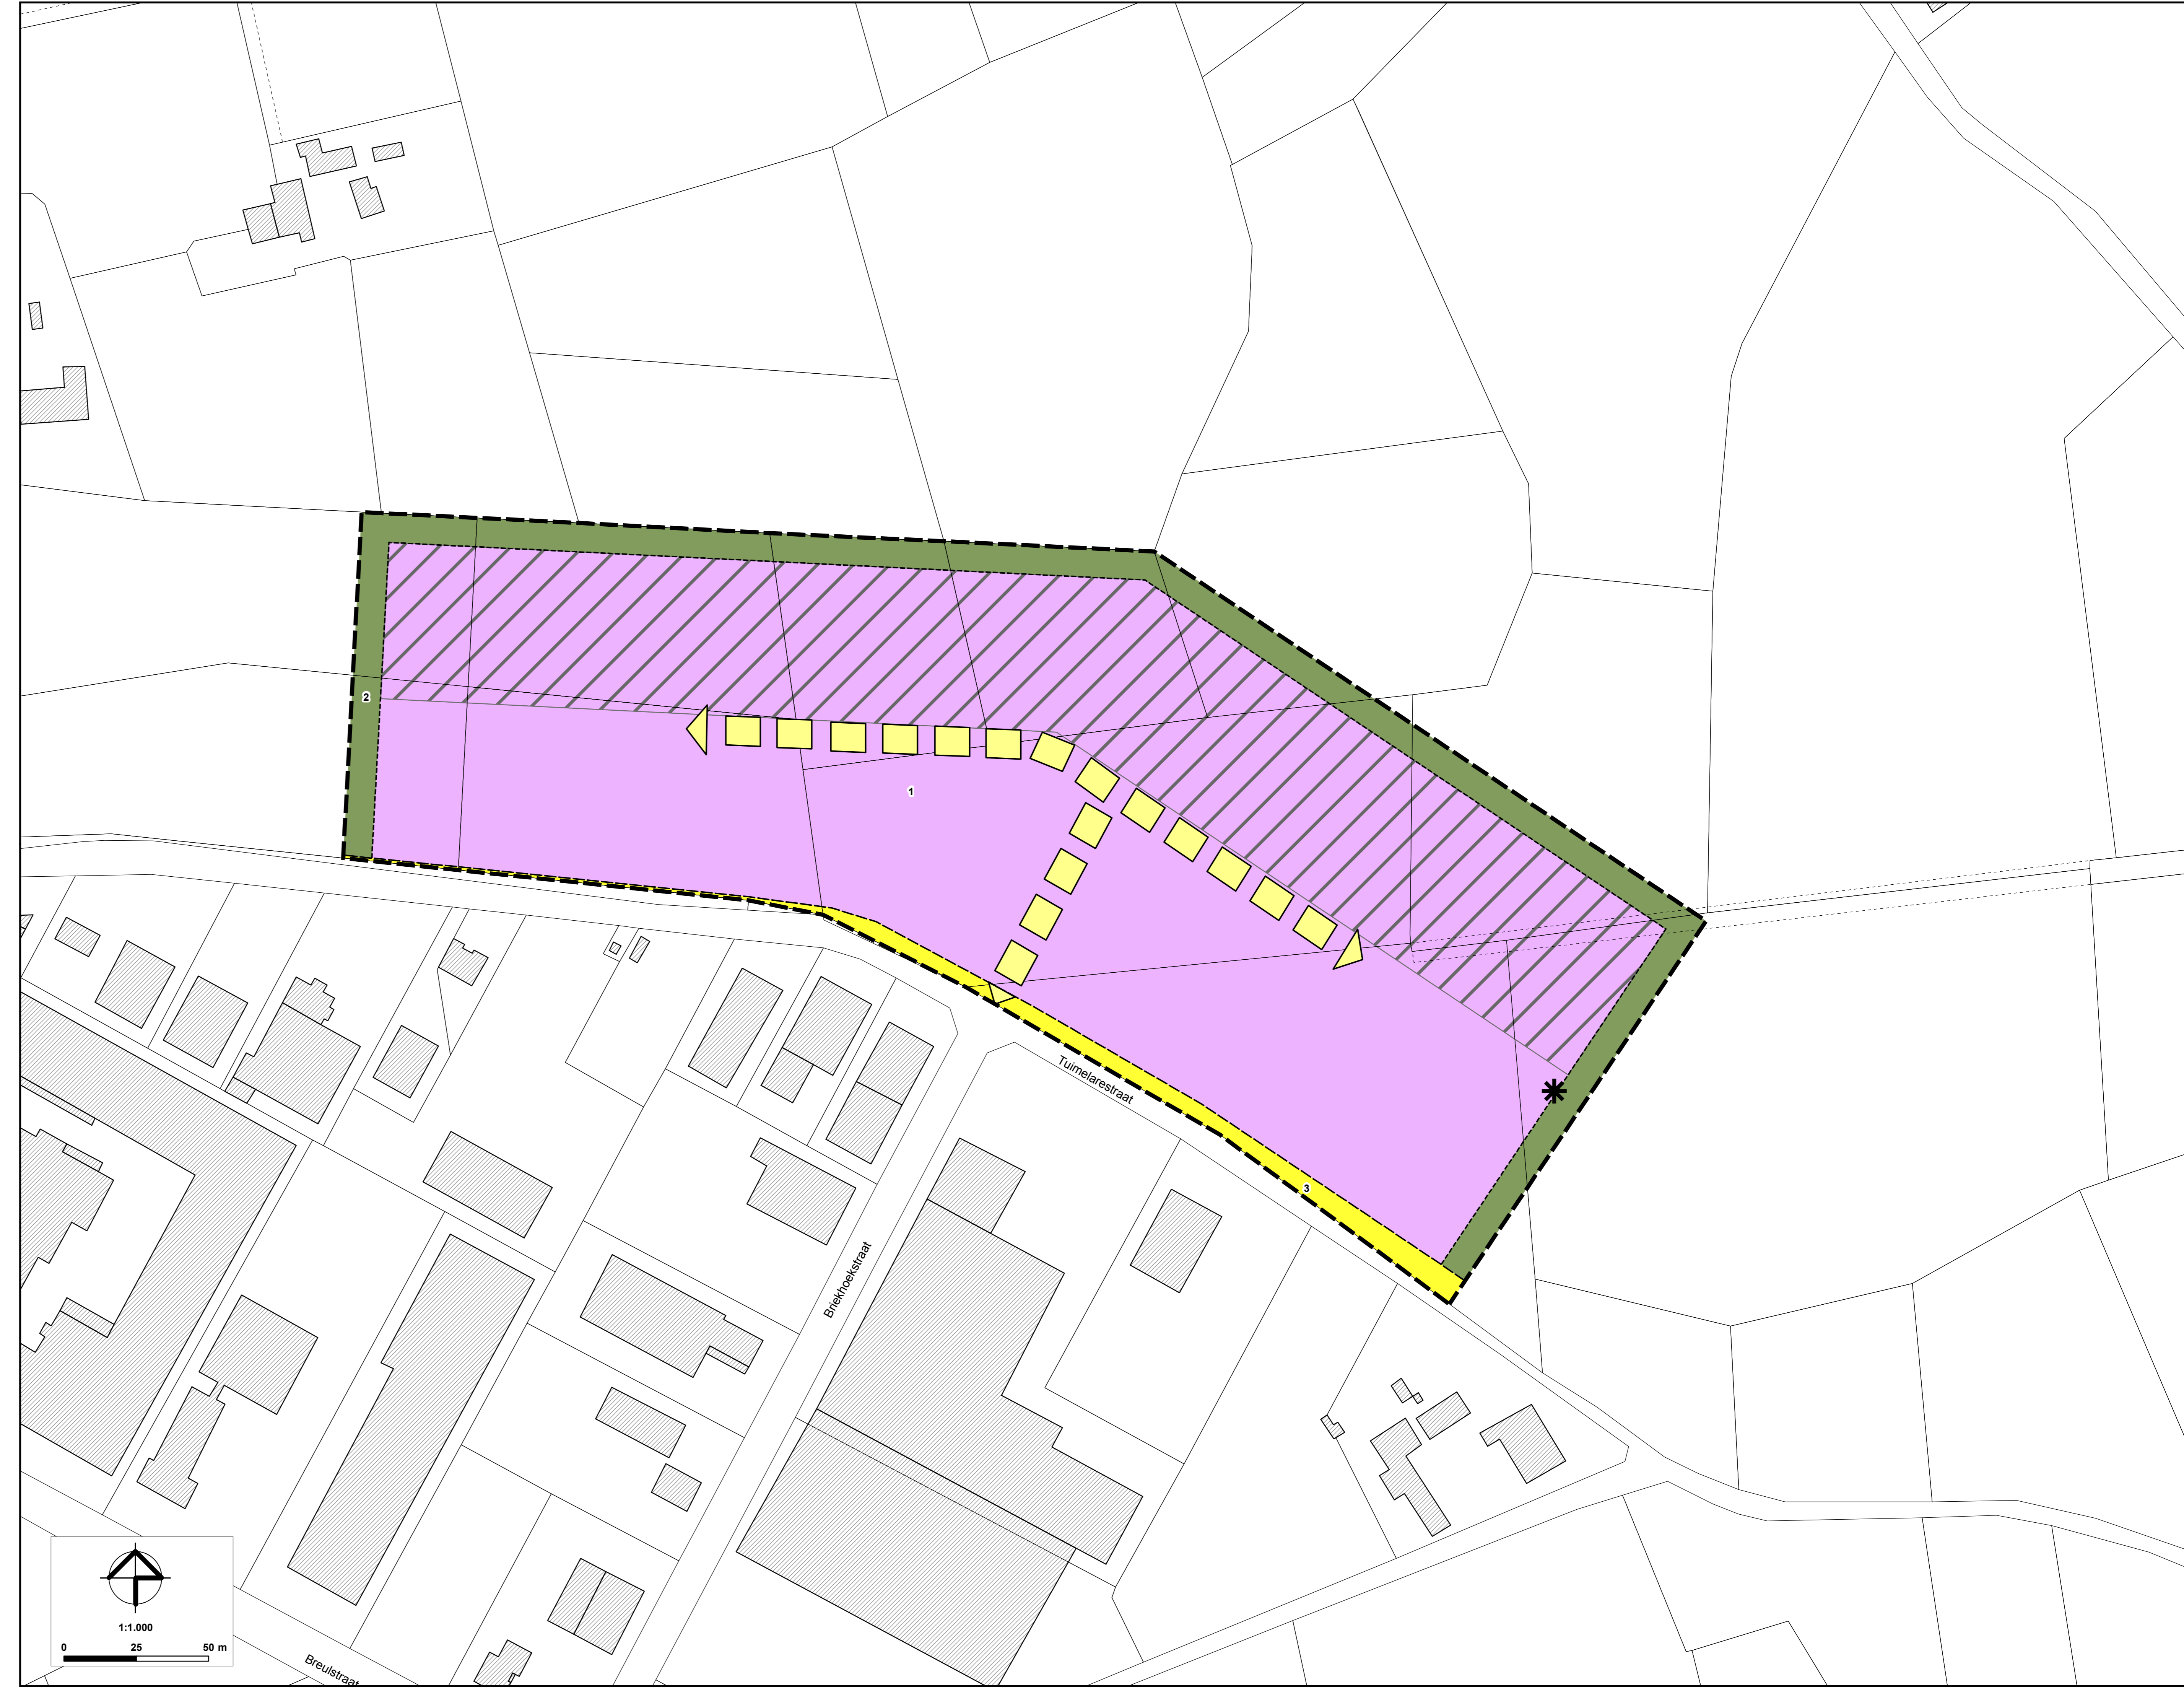 2
1
Tuimelarestraat
3
Briekhoekstraat
1:1.000
0 25 50 m
Breulstraat